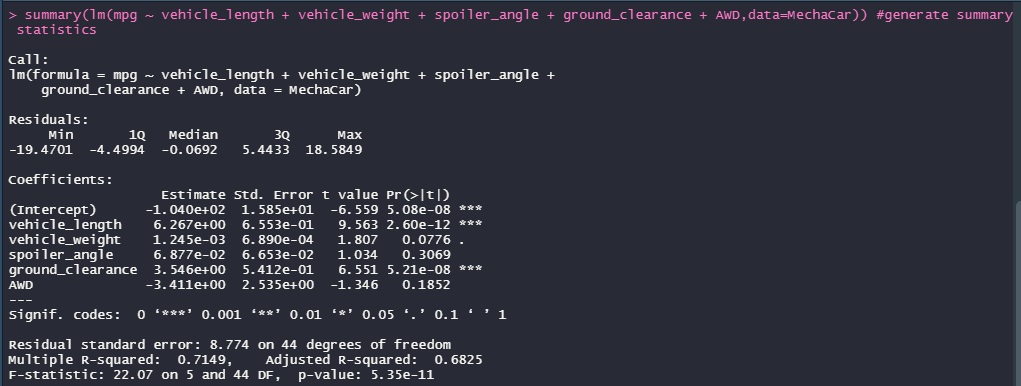 > summary(lm(mpg ~ vehicle_length + vehicle_weight + spoiler_angle + ground_clearance + AWD,data=MechaCar)) #generate summary
 statistics

Call:
lm(formula = mpg ~ vehicle_length + vehicle_weight + spoiler_angle +
    ground_clearance + AWD, data = MechaCar)

Residuals:
     Min       1Q   Median       3Q      Max
-19.4701  -4.4994  -0.0692   5.4433  18.5849

Coefficients:
                   Estimate Std. Error t value Pr(>|t|)
(Intercept)      -1.040e+02  1.585e+01  -6.559 5.08e-08 ***
vehicle_length    6.267e+00  6.553e-01   9.563 2.60e-12 ***
vehicle_weight    1.245e-03  6.890e-04   1.807   0.0776 .
spoiler_angle     6.877e-02  6.653e-02   1.034   0.3069
ground_clearance  3.546e+00  5.412e-01   6.551 5.21e-08 ***
AWD              -3.411e+00  2.535e+00  -1.346   0.1852
---
Signif. codes:  0 ‘***’ 0.001 ‘**’ 0.01 ‘*’ 0.05 ‘.’ 0.1 ‘ ’ 1

Residual standard error: 8.774 on 44 degrees of freedom
Multiple R-squared:  0.7149,    Adjusted R-squared:  0.6825
F-statistic: 22.07 on 5 and 44 DF,  p-value: 5.35e-11